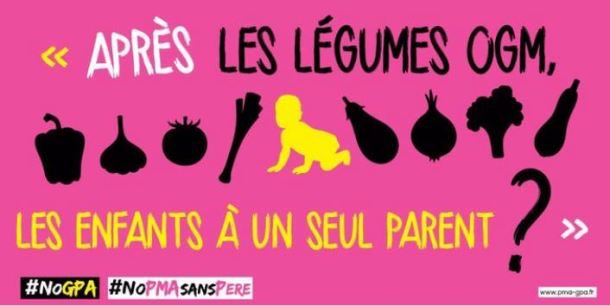 « APRÈS LES LÉGUMES OGM,
LES ENFANTS À UN SEUL PARENT ? »
#NOGPA #NOPMASANSPERE
www.pma-gpa.fr